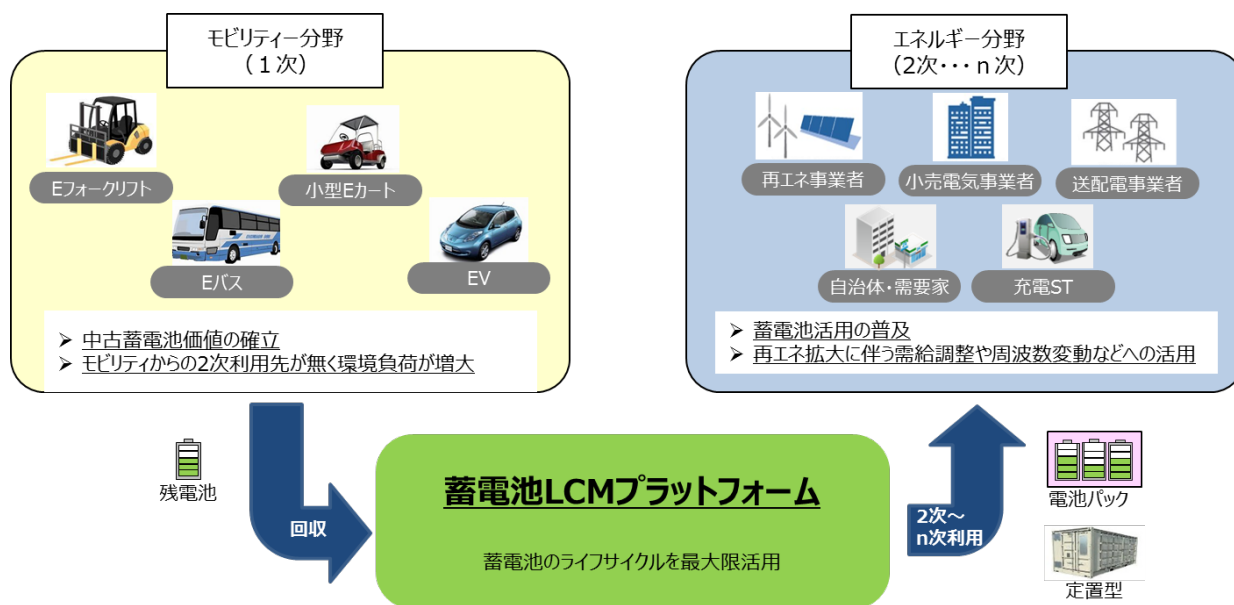 モビリティー分野
（１次）
Eフォークリフト
小型Eカート
Eバス
EV
➢ 中古蓄電池価値の確立
➢ モビリティからの2次利用先が無く環境負荷が増大
エネルギー分野
（2次・・・ｎ次）
再エネ事業者
小売電気事業者
送配電事業者
自治体・需要家
充電ST
➢ 蓄電池活用の普及
➢ 再エネ拡大に伴う需給調整や周波数変動などへの活用
残電池
回収
蓄電池LCMプラットフォーム
蓄電池のライフサイクルを最大限活用
2次～
n次利用
電池パック
定置型